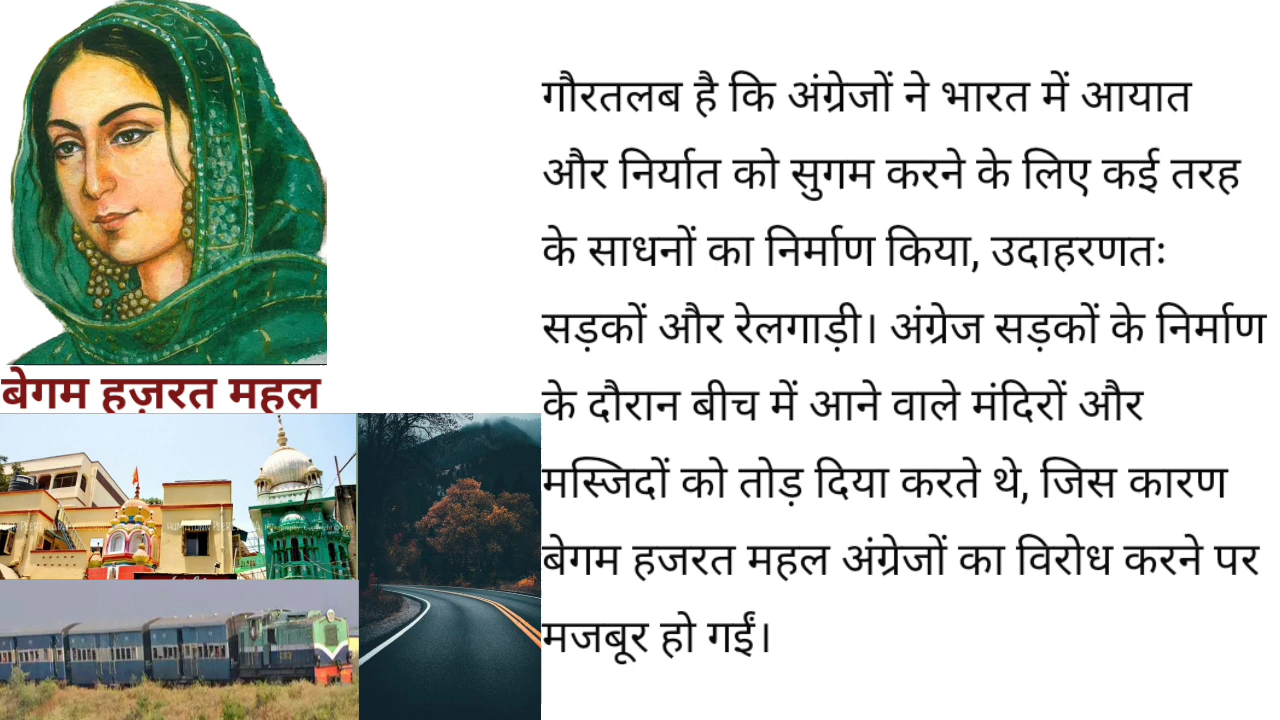 बेगम हज़रत महल
गौरतलब है कि अंग्रेजों ने भारत में आयात
और निर्यात को सुगम करने के लिए कई तरह
के साधनों का निर्माण किया, उदाहरणतः
सड़कों और रेलगाड़ी। अंग्रेज सड़कों के निर्माण
के दौरान बीच में आने वाले मंदिरों और
मस्जिदों को तोड़ दिया करते थे, जिस कारण
बेगम हजरत महल अंग्रेजों का विरोध करने पर
मजबूर हो गईं।